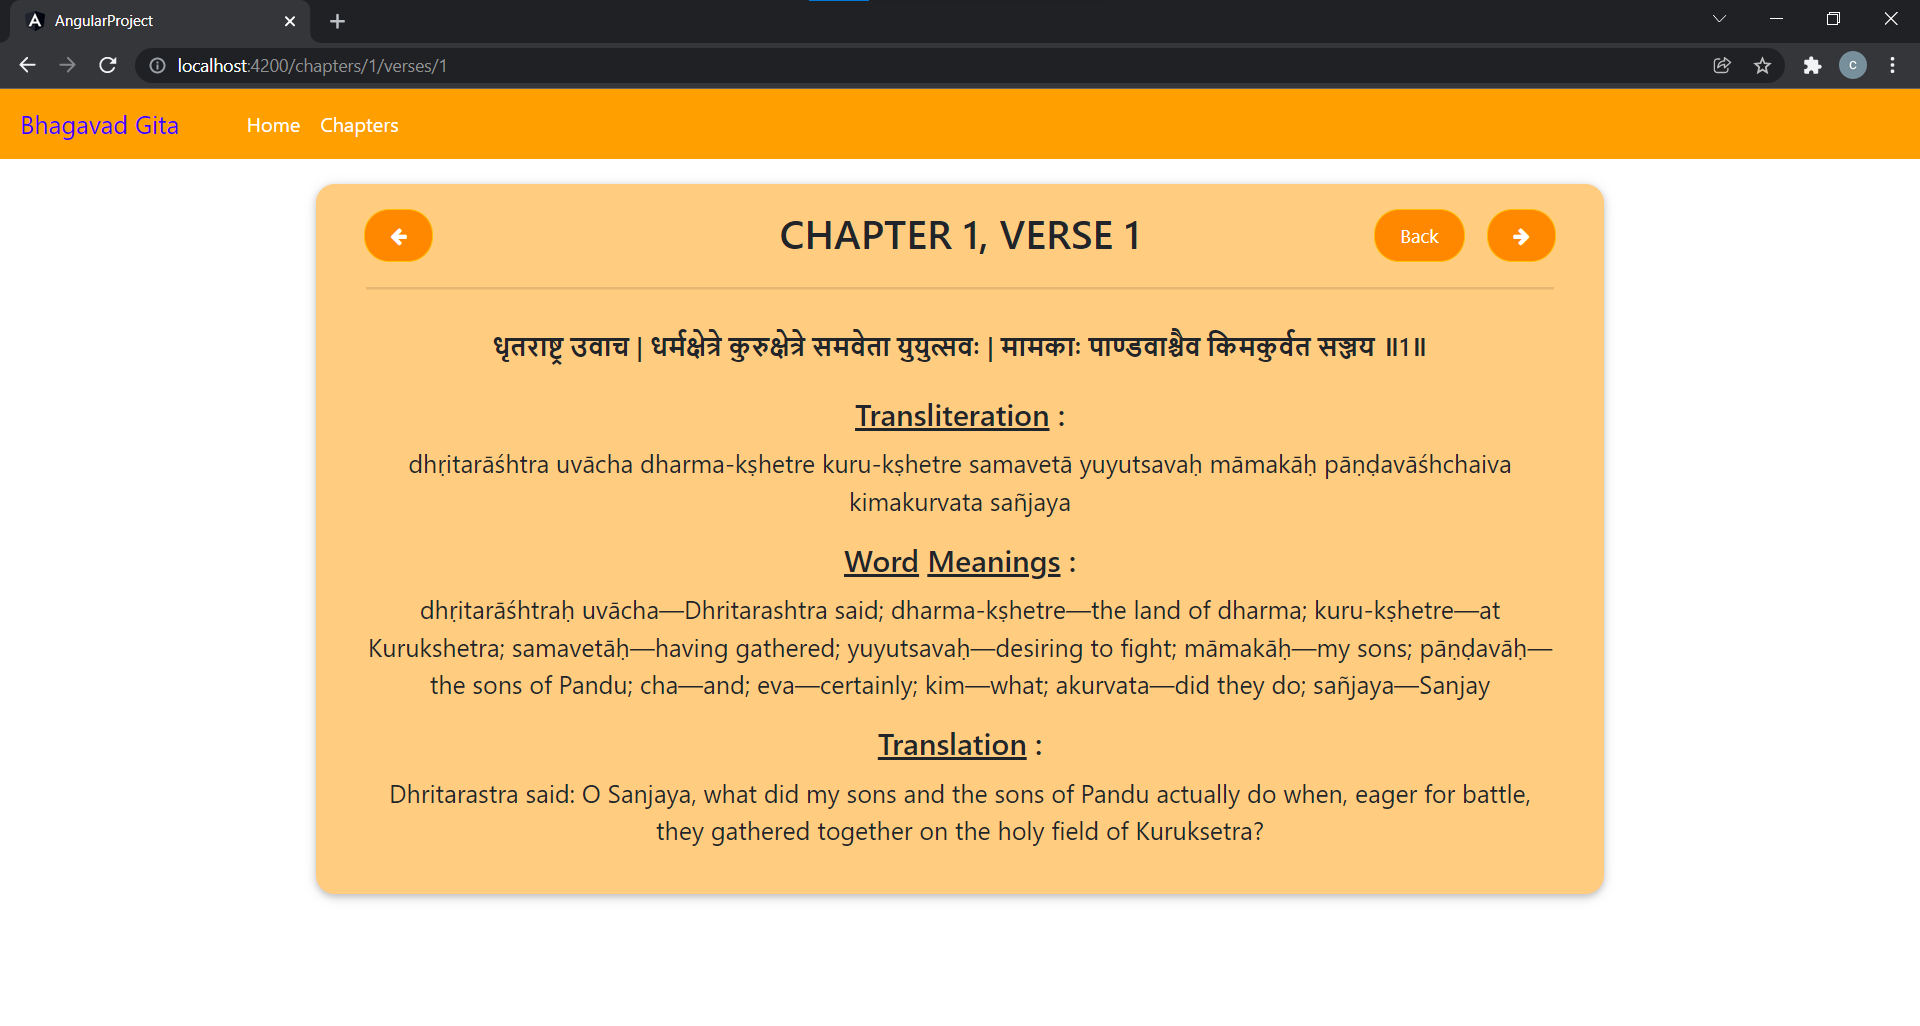 AngularProject
localhost:4200/chapters/1/verses/1
C
Bhagavad Gita Home Chapters
CHAPTER 1, VERSE 1 Back
धृतराष्ट्र उवाच | धर्मक्षेत्रे कुरुक्षेत्रे समवेता युयुत्सवः | मामकाः पाण्डवाश्चैव किमकुर्वत सञ्जय ॥1॥
Transliteration :
dhṛitarāśhtra uvācha dharma-kṣhetre kuru-kṣhetre samavetā yuyutsavaḥ māmakāḥ pāṇḍavāśhchaiva
kimakurvata sañjaya
Word Meanings :
dhṛitarāśhtraḥ uvācha—Dhritarashtra said; dharma-kṣhetre—the land of dharma; kuru-kṣhetre—at
Kurukshetra; samavetāḥ—having gathered; yuyutsavaḥ—desiring to fight; māmakāḥ—my sons; pāṇḍavāḥ—
the sons of Pandu; cha—and; eva—certainly; kim—what; akurvata—did they do; sañjaya—Sanjay
Translation :
Dhritarastra said: O Sanjaya, what did my sons and the sons of Pandu actually do when, eager for battle,
they gathered together on the holy field of Kuruksetra?